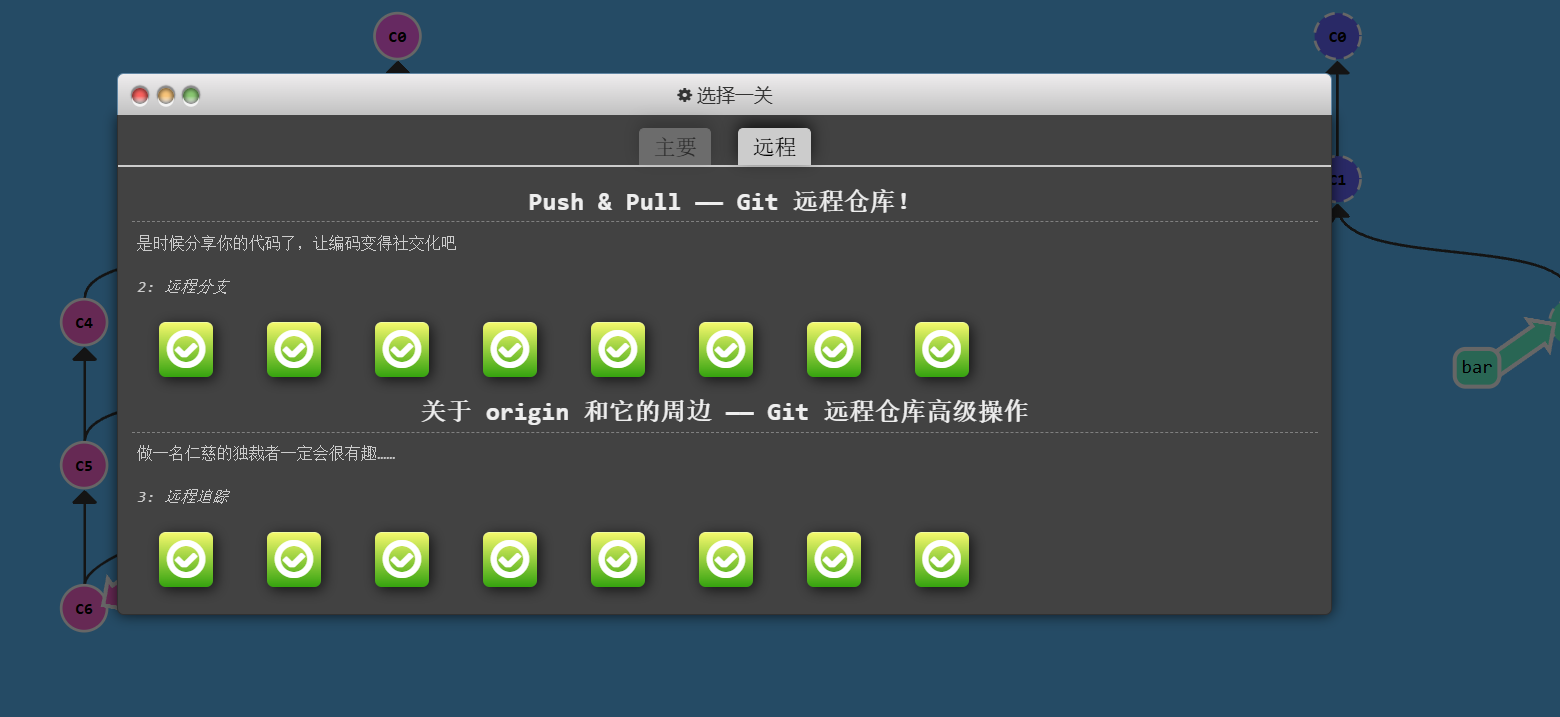 C0
C0
选择一关
主要
远程
C1
Push & Pull —— Git 远程仓库！
是时候分享你的代码了，让编码变得社交化吧
2: 远程分支
C4
bar
关于 origin 和它的周边 —— Git 远程仓库高级操作
做一名仁慈的独裁者一定会很有趣……
C5
3: 远程追踪
C6